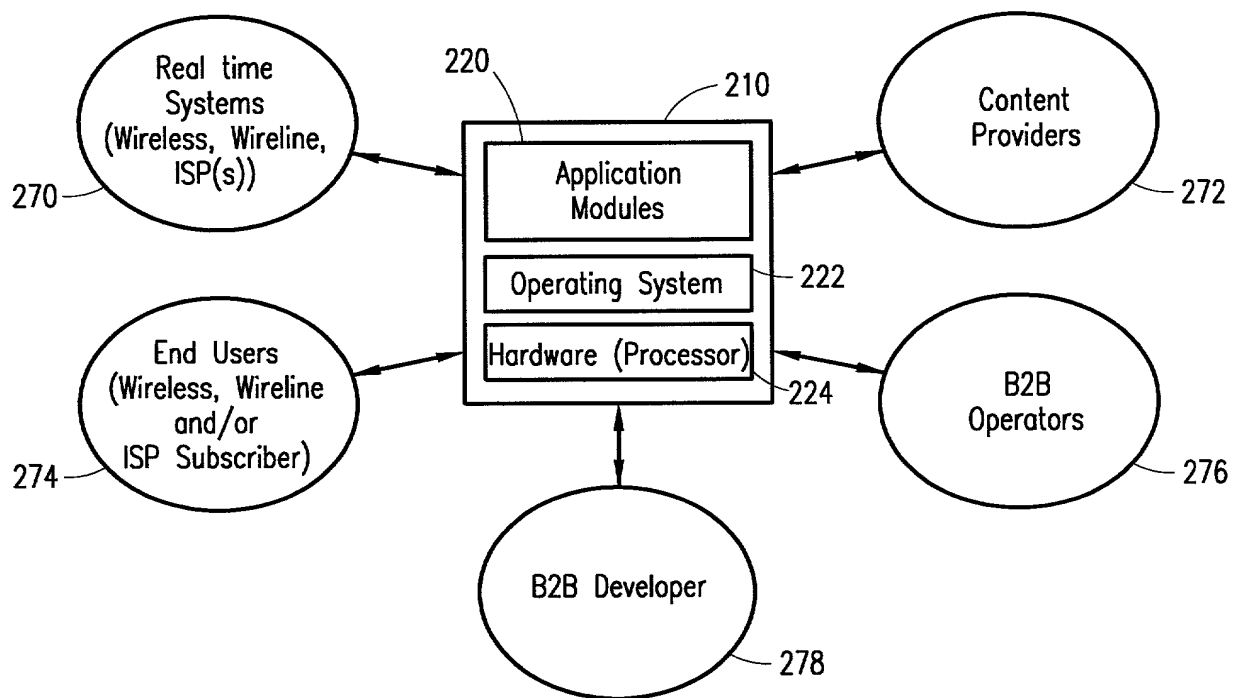 Real time
Systems
(Wireless, Wireline,
ISP(s))
270
220
210
Application
Modules
Operating System
222
Hardware (Processor)
224
Content
Providers
272
End Users
(Wireless, Wireline
and/or
ISP Subscriber)
274
B2B
Operators
276
B2B Developer
278